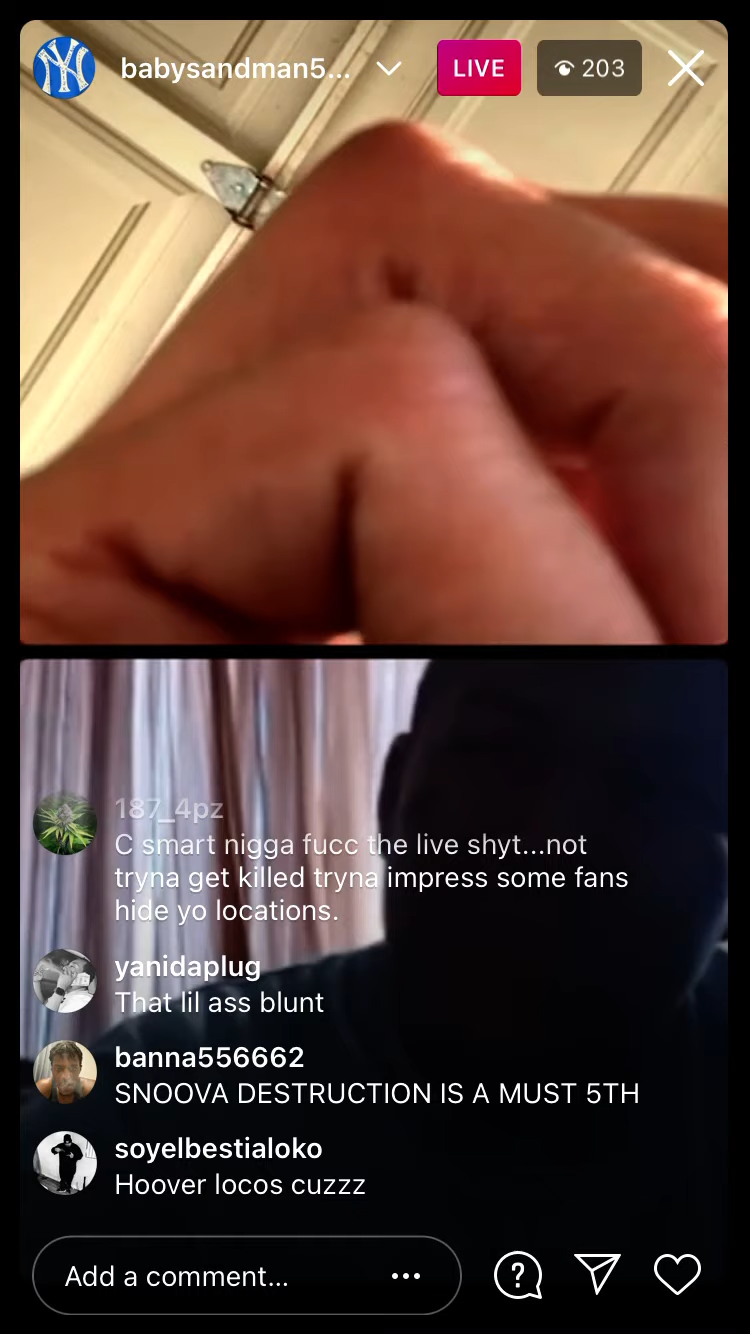 babysandman5...
LIVE
203
187_4pz
C smart nigga fucc the live shyt...not
tryna get killed tryna impress some fans
hide yo locations.
yanidaplug
That lil ass blunt
banna556662
SNOOVA DESTRUCTION IS A MUST 5TH
soyelbestialoko
Hoover locos cuzzz
Add a comment...